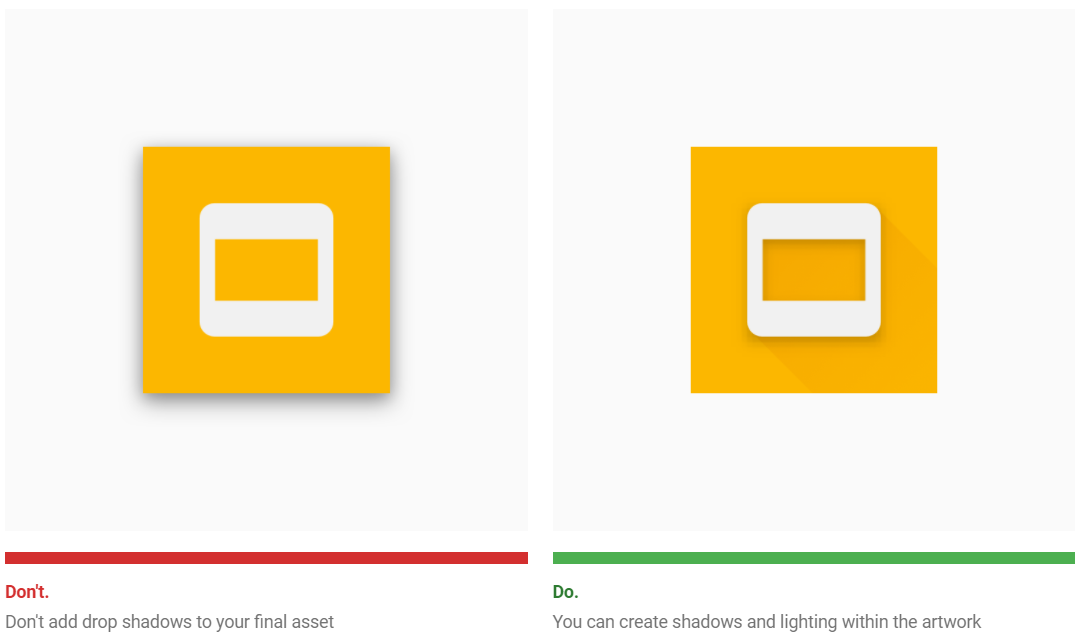 Don't.
Don't add drop shadows to your final asset
Do.
You can create shadows and lighting within the artwork